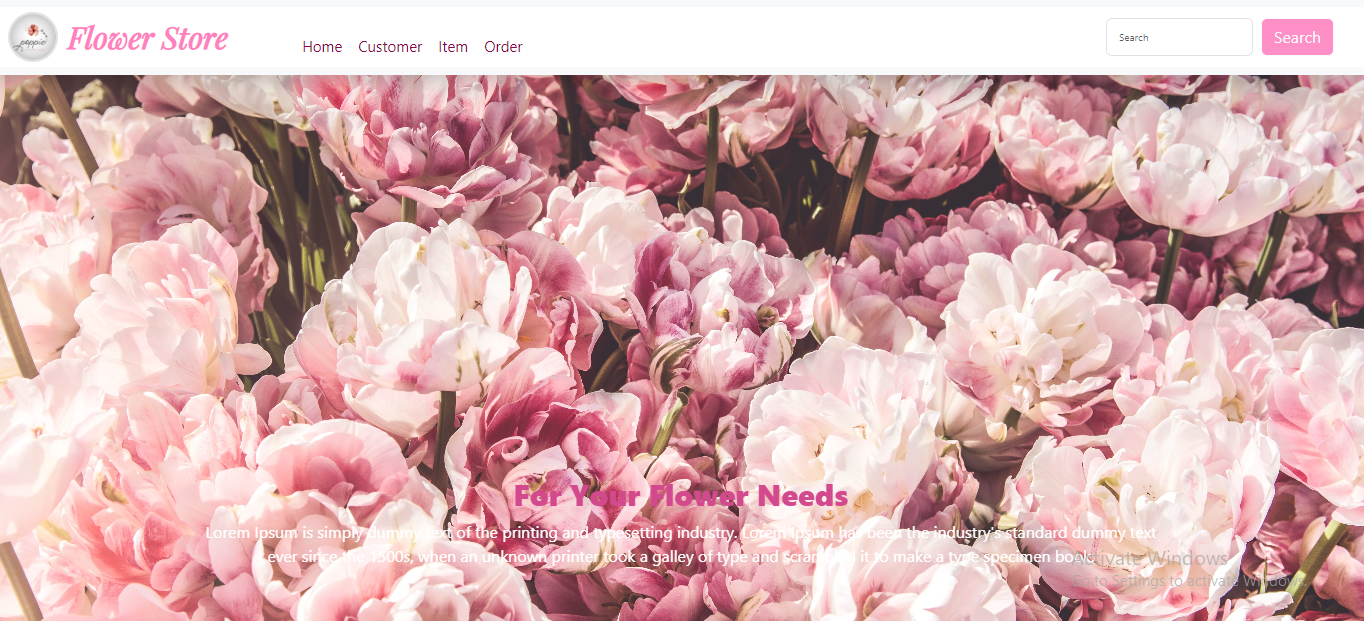 poppie
Flower Store
Home
Customer
Item
Order
Search
Search
For Your Flower Needs
Lorem Ipsum is simply dummy text of the printing and typesetting industry. Lorem Ipsum has been the industry's standard dummy text
ever since the 1500s, when an unknown printer took a galley of type and scrambled it to make a type specimen book.
Activate Windows
Go to Settings to activate Windows.